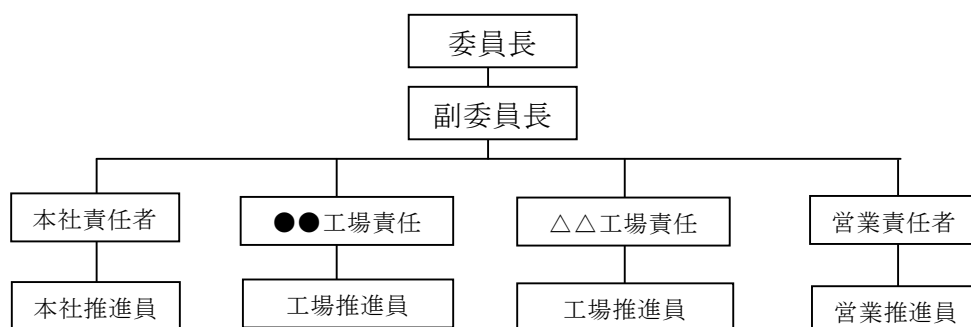 委員長
副委員長
本社責任者
●●工場責任
△△工場責任
営業責任者
本社推進員
工場推進員
工場推進員
営業推進員